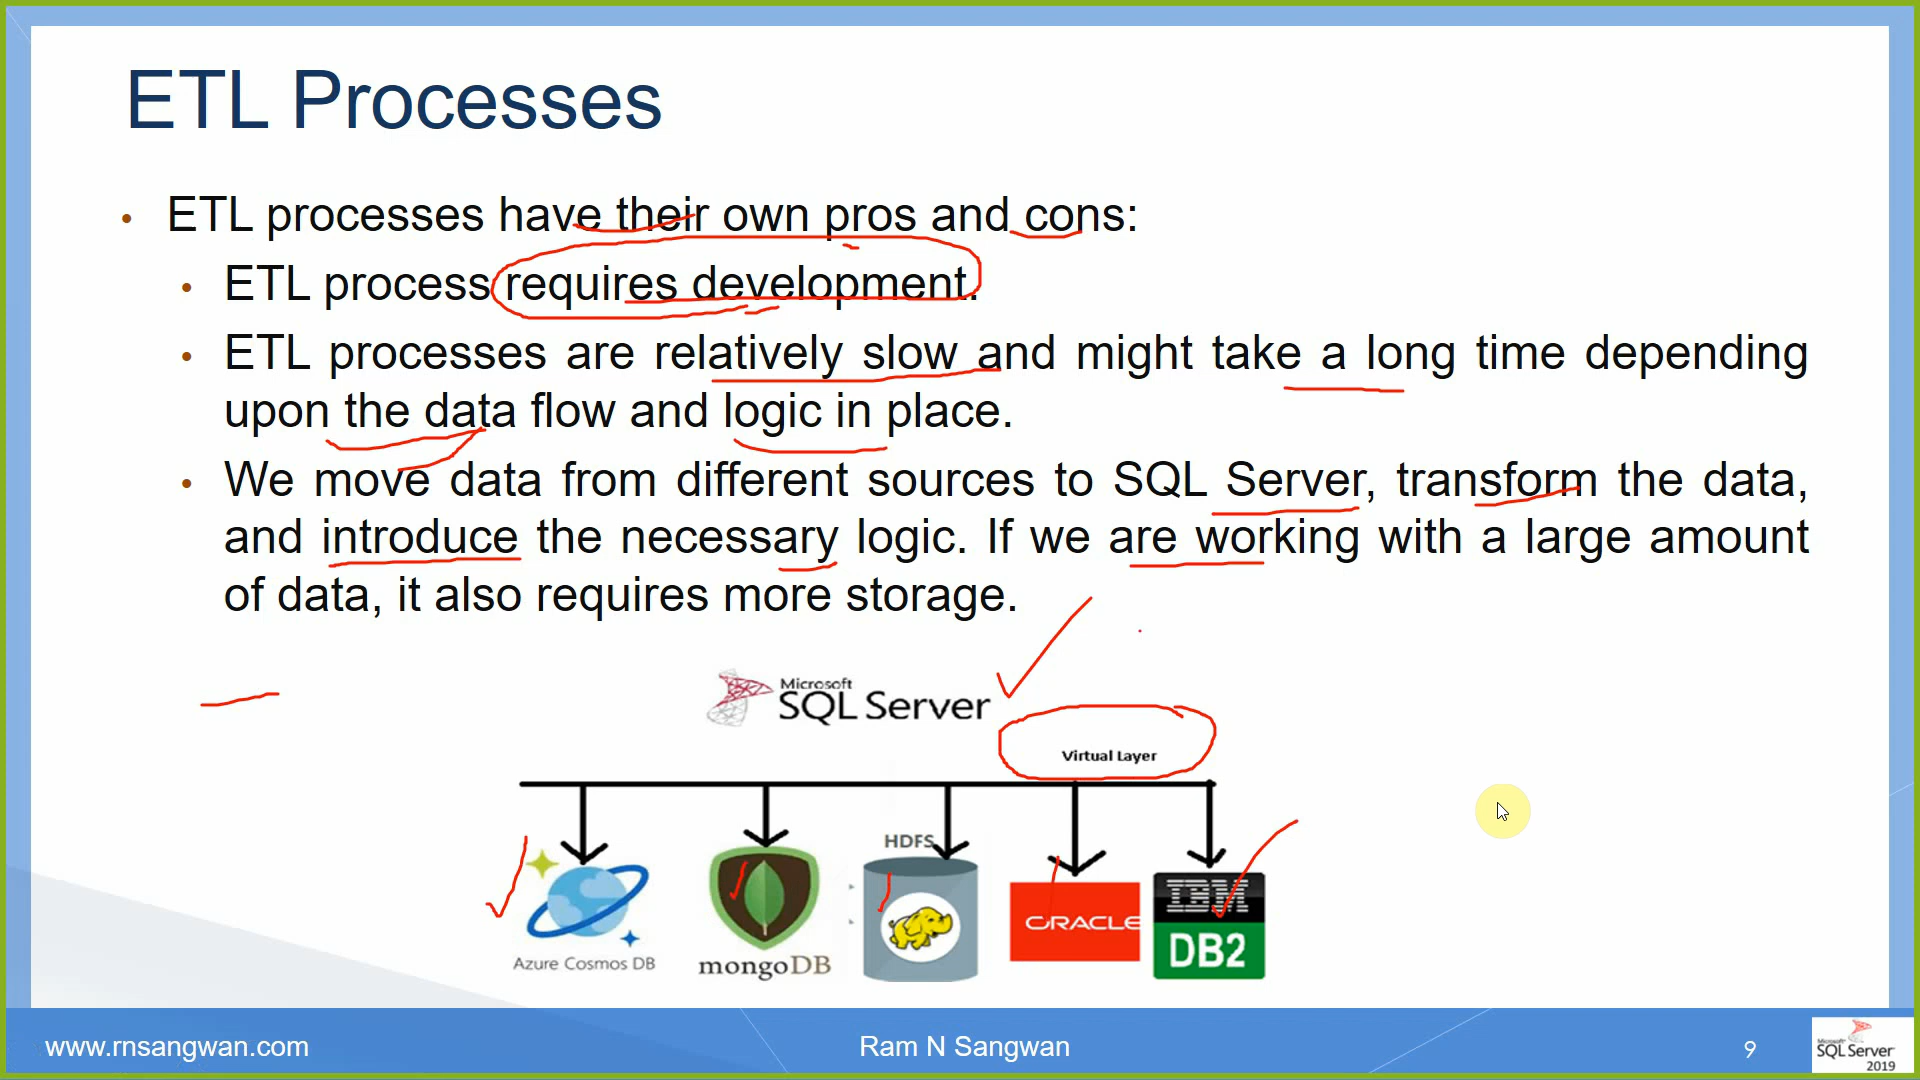 ETL Processes
• ETL processes have their own pros and cons:
• ETL process requires development.
• ETL processes are relatively slow and might take a long time depending
upon the data flow and logic in place.
• We move data from different sources to SQL Server, transform the data,
and introduce the necessary logic. If we are working with a large amount
of data, it also requires more storage.
Microsoft
SQL Server
Virtual Layer
HDFS
ORACLE
IBM
DB2
Azure Cosmos DB
mongoDB
www.rnsangwan.com
Ram N Sangwan
9
Microsoft
SQL Server
2019